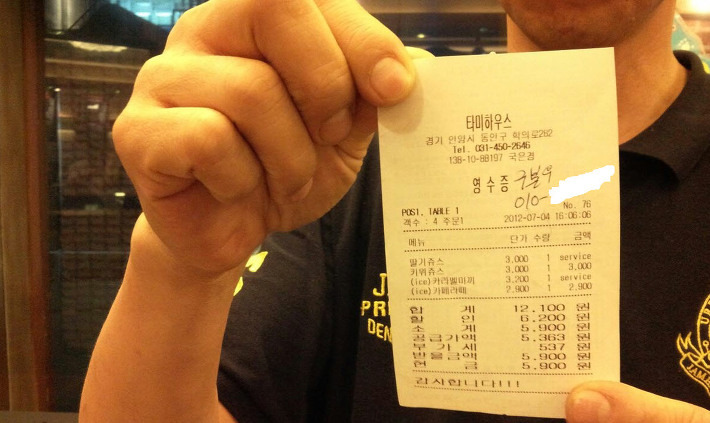 타미하우스
경기 안양시 동안구 학의로282
Tel. 031-450-2646
138-10-88197 국은경
영수증 구본우
010-
No. 76
POS1, TABLE 1 2012-07-04 16:06:06
객수 : 4 주문1
메뉴 단가 수량 금액
딸기쥬스 3,000 1 service
키위쥬스 3,000 1 3,000
(ice)카라멜마끼 3,200 1 service
(ice)카페라떼 2,900 1 2,900
합 계 12,100 원
할 인 6,200 원
소 계 5,900 원
공급가액 5,363 원
부 가 세 537 원
받을금액 5,900 원
현 금 5,900 원
감사합니다!!!